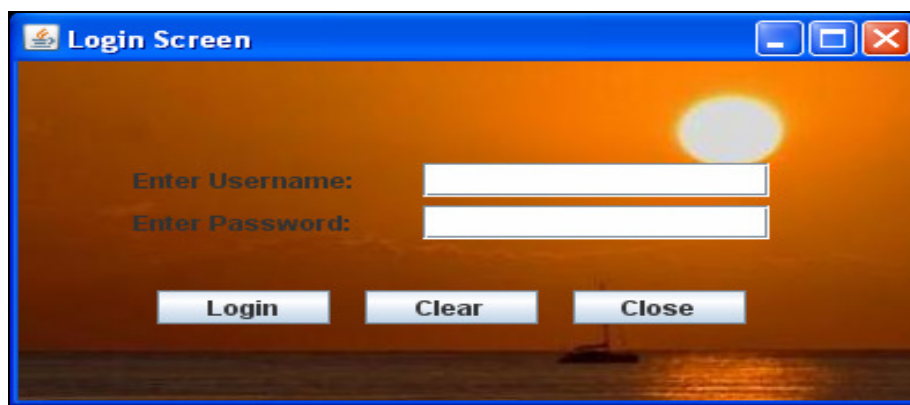 Login Screen
Enter Username:
Enter Password:
Login Clear Close